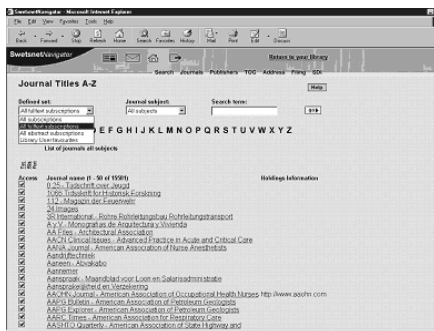 SwetsnetNavigator - Microsoft Internet Explorer
File Edit View Favorites Tools Help
Back Forward Stop Refresh Home Search Favorites History Mail Print Edit Discuss
SwetsnetNavigator
Return to your library
Search Journals Publishers TOC Address Filing SDI
Journal Titles A-Z
Help
Defined set: Journal subject: Search term:
All fulltext subscriptions All subjects go
All subscriptions
All fulltext subscriptions
All abstract subscriptions
Library User favourites
D E F G H I J K L M N O P Q R S T U V W X Y Z
List of journals all subjects
Access Journal name (1 - 50 of 15581) Holdings Information
0-25 - Tijdschrift over Jeugd
1066 Tidsskrift for Historisk Forskning
112 - Magazin der Feuerwehr
24 Images
3R International - Rohre Rohrleitungsbau Rohrleitungstransport
A y V - Monografias de Arquitectura y Vivienda
AA Files - Architectural Association
AACN Clinical Issues - Advanced Practice in Acute and Critical Care
AANA Journal - American Association of Nurse Anesthetists
Aandrijftechniek
Aaneen - Abvakabo
Aannemer
Aanspraak - Maandblad voor Loon en Salarisadministratie
Aansprakelijkheid en Verzekering
AAOHN Journal - American Association of Occupational Health Nurses http://www.aaohn.com
AAPG Bulletin - American Association of Petroleum Geologists
AAPG Explorer - American Association of Petroleum Geologists
AARC Times - American Association for Respiratory Care
AASHTO Quarterly - American Association of State Highway and